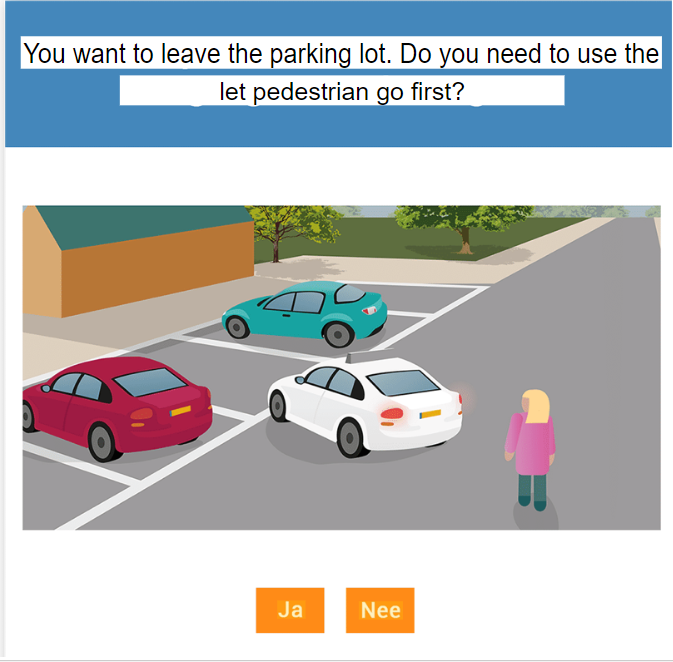 You want to leave the parking lot. Do you need to use the
let pedestrian go first?
Ja
Nee